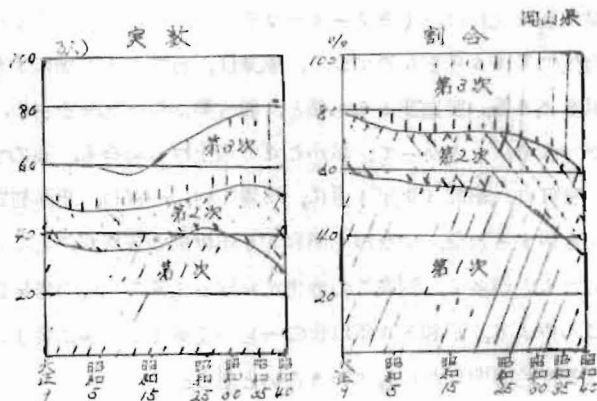 岡山県
実数
割合
万人
%
140
86
60
40
20
第3次
第2次
第1次
100
80
60
40
20
第3次
第2次
第1次
大正9
昭和5
昭和15
昭和25
昭和30
昭和35
昭和40
大正9
昭和5
昭和15
昭和25
昭和30
昭和35
昭和40